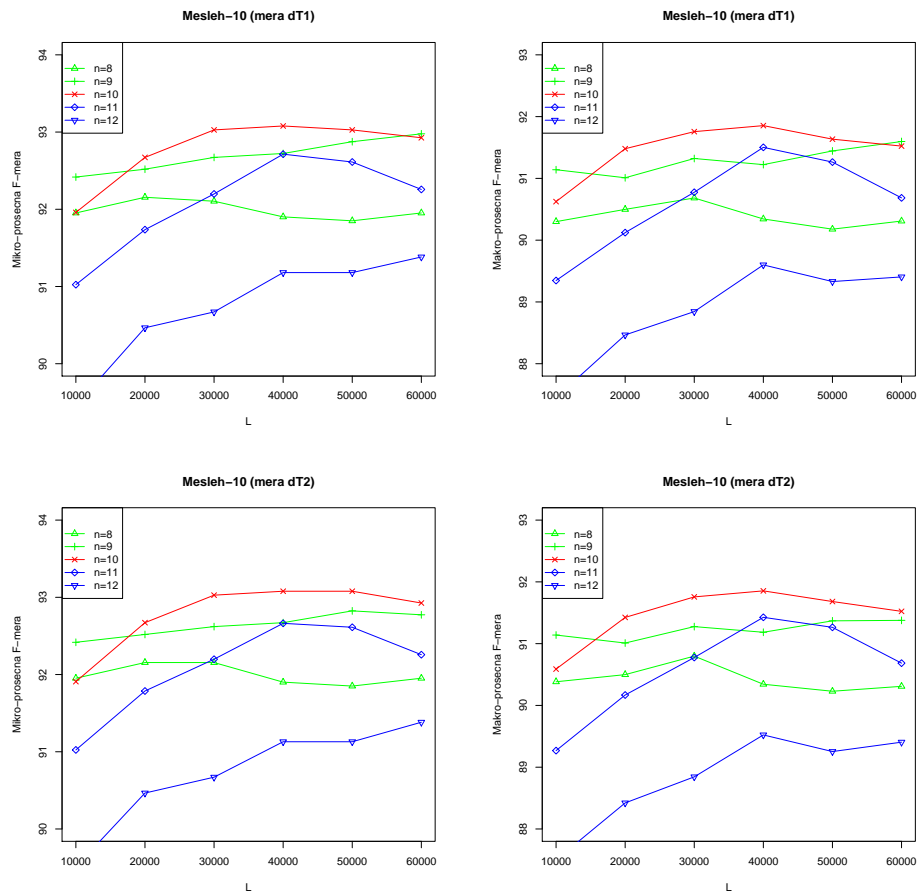 Mesleh−10 (mera dT1)
Mikro−prosecna F−mera
94
93
92
91
90
n=8
n=9
n=10
n=11
n=12
10000 20000 30000 40000 50000 60000
L
Mesleh−10 (mera dT1)
Makro−prosecna F−mera
93
92
91
90
89
88
n=8
n=9
n=10
n=11
n=12
10000 20000 30000 40000 50000 60000
L
Mesleh−10 (mera dT2)
Mikro−prosecna F−mera
94
93
92
91
90
n=8
n=9
n=10
n=11
n=12
10000 20000 30000 40000 50000 60000
L
Mesleh−10 (mera dT2)
Makro−prosecna F−mera
93
92
91
90
89
88
n=8
n=9
n=10
n=11
n=12
10000 20000 30000 40000 50000 60000
L